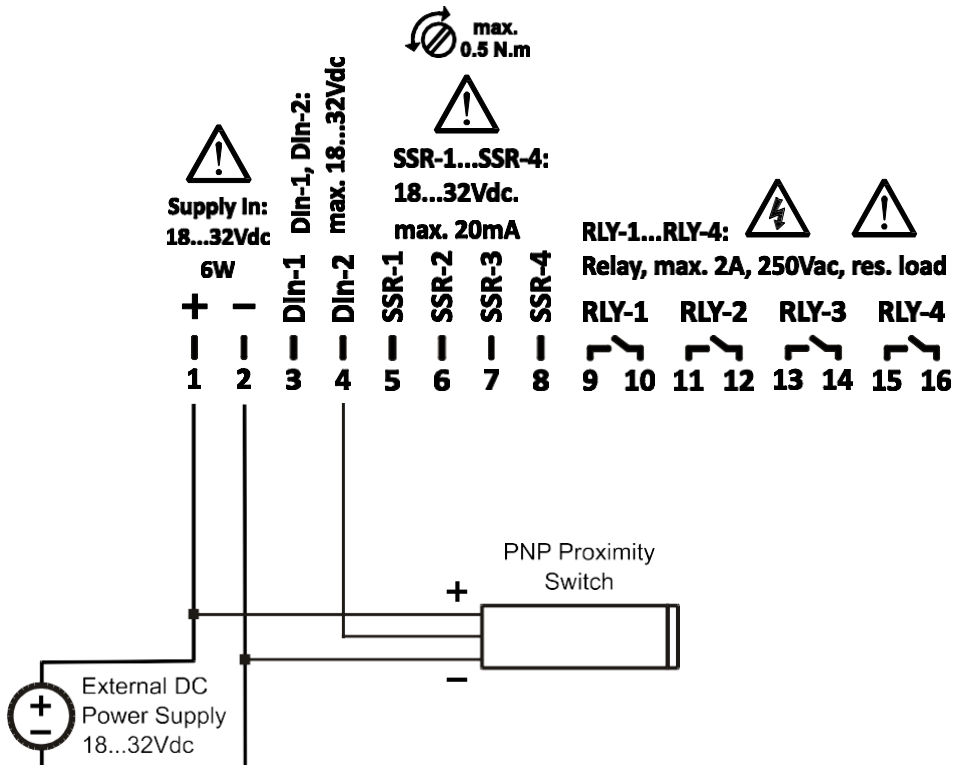 max.
0.5 N.m
Supply In:
18...32Vdc
6W
DIn-1, DIn-2:
max. 18...32Vdc
SSR-1...SSR-4:
18...32Vdc.
max. 20mA
RLY-1...RLY-4:
Relay, max. 2A, 250Vac, res. load
+ − DIn-1 DIn-2 SSR-1 SSR-2 SSR-3 SSR-4 RLY-1 RLY-2 RLY-3 RLY-4
1 2 3 4 5 6 7 8 9 10 11 12 13 14 15 16
PNP Proximity
Switch
+
−
External DC
Power Supply
18...32Vdc
+
−